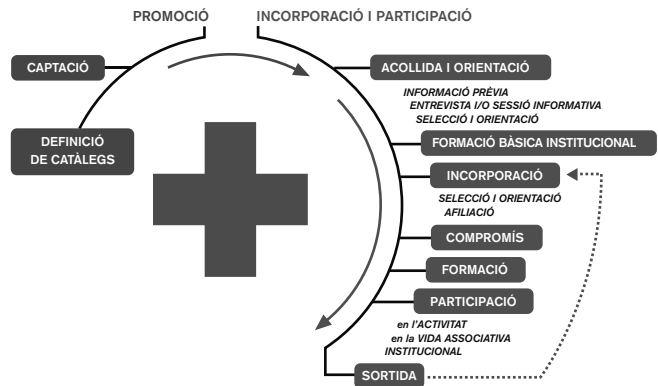 PROMOCIÓ
INCORPORACIÓ I PARTICIPACIÓ
CAPTACIÓ
DEFINICIÓ
DE CATÀLEGS
ACOLLIDA I ORIENTACIÓ
INFORMACIÓ PRÈVIA
ENTREVISTA I/O SESSIÓ INFORMATIVA
SELECCIÓ I ORIENTACIÓ
FORMACIÓ BÀSICA INSTITUCIONAL
INCORPORACIÓ
SELECCIÓ I ORIENTACIÓ
AFILIACIÓ
COMPROMÍS
FORMACIÓ
PARTICIPACIÓ
en l'ACTIVITAT
en la VIDA ASSOCIATIVA
INSTITUCIONAL
SORTIDA